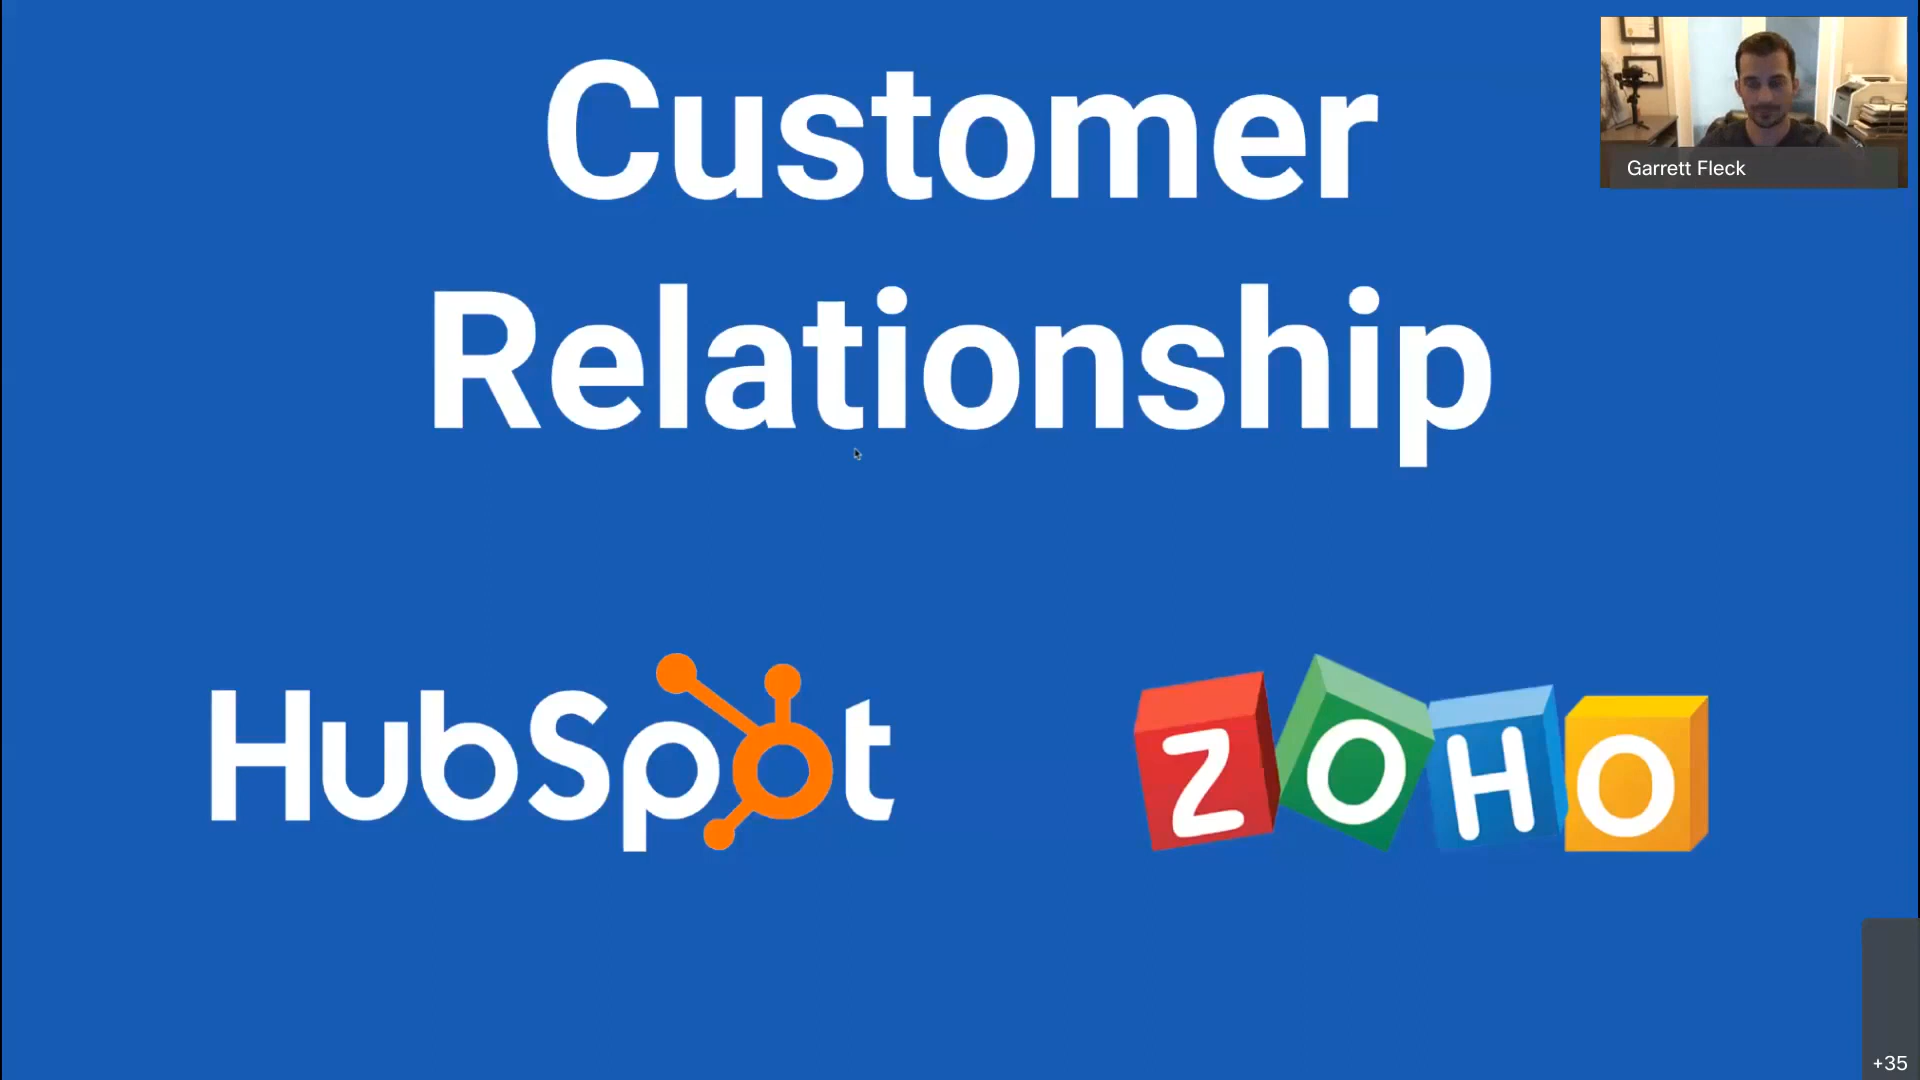 Customer
Relationship
HubSpot
ZOHO
Garrett Fleck
+35